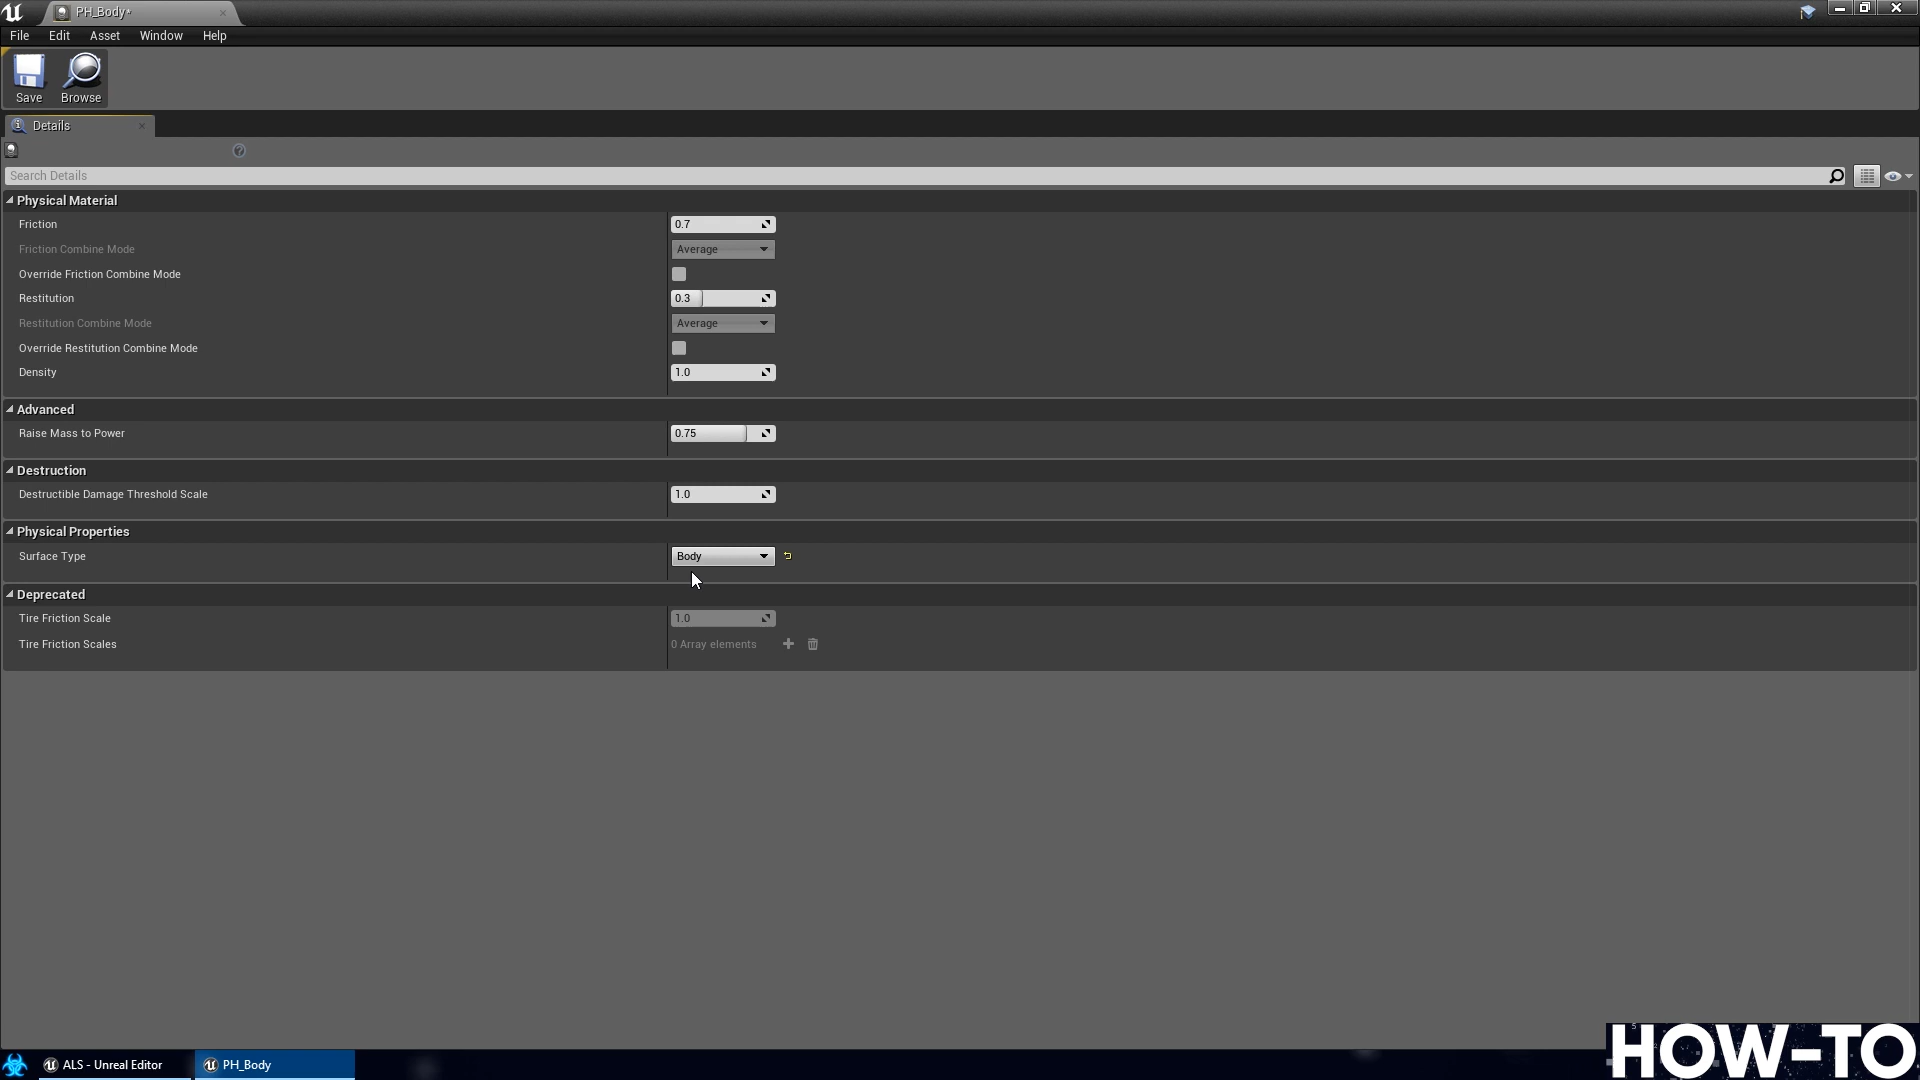 PH_Body*
File Edit Asset Window Help
Save Browse
Details
Search Details
Physical Material
Friction 0.7
Friction Combine Mode Average
Override Friction Combine Mode
Restitution 0.3
Restitution Combine Mode Average
Override Restitution Combine Mode
Density 1.0
Advanced
Raise Mass to Power 0.75
Destruction
Destructible Damage Threshold Scale 1.0
Physical Properties
Surface Type Body
Deprecated
Tire Friction Scale 1.0
Tire Friction Scales 0 Array elements
ALS - Unreal Editor PH_Body
HOW-TO